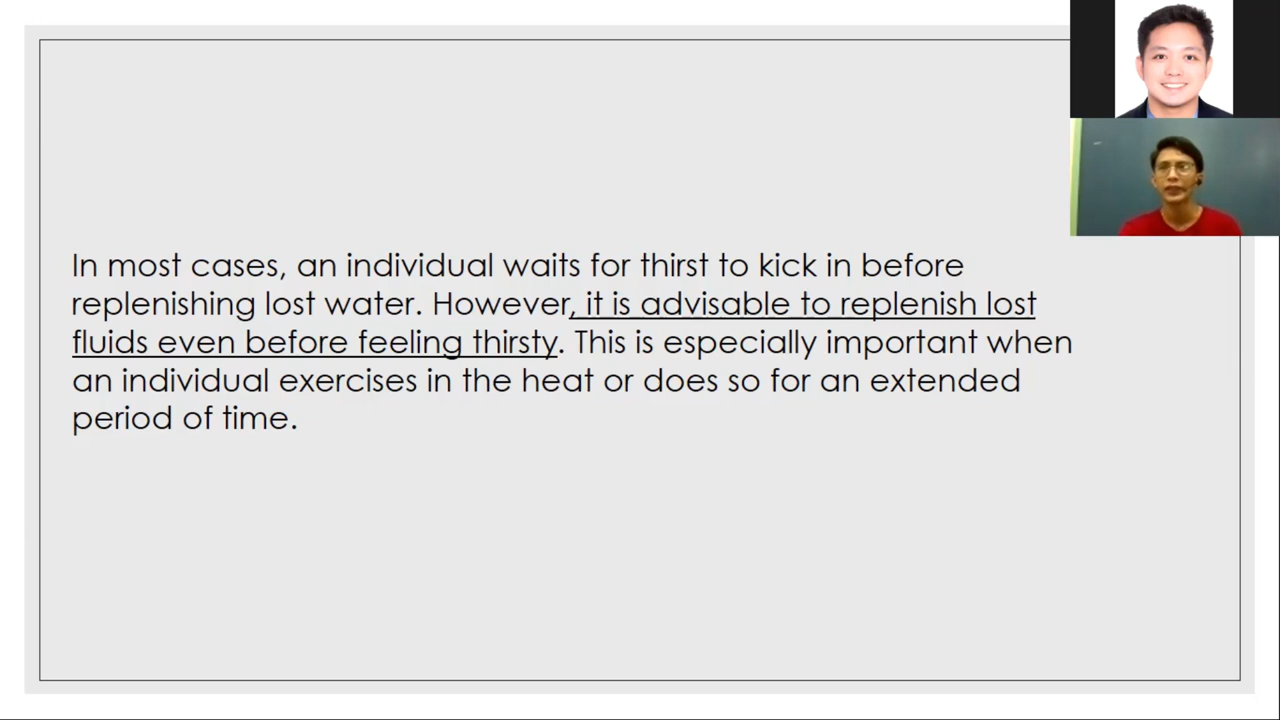 In most cases, an individual waits for thirst to kick in before
replenishing lost water. However, it is advisable to replenish lost
fluids even before feeling thirsty. This is especially important when
an individual exercises in the heat or does so for an extended
period of time.